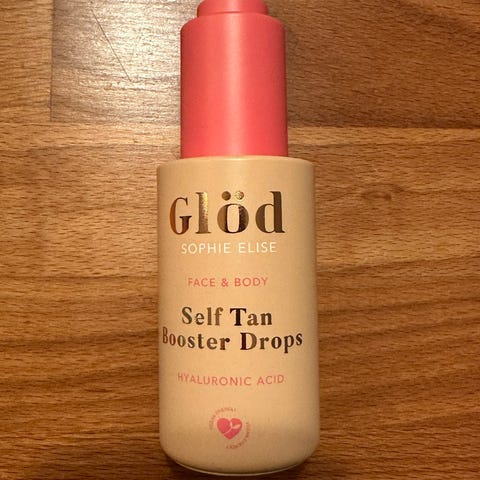 Glöd
SOPHIE ELISE
FACE & BODY
Self Tan
Booster Drops
HYALURONIC ACID